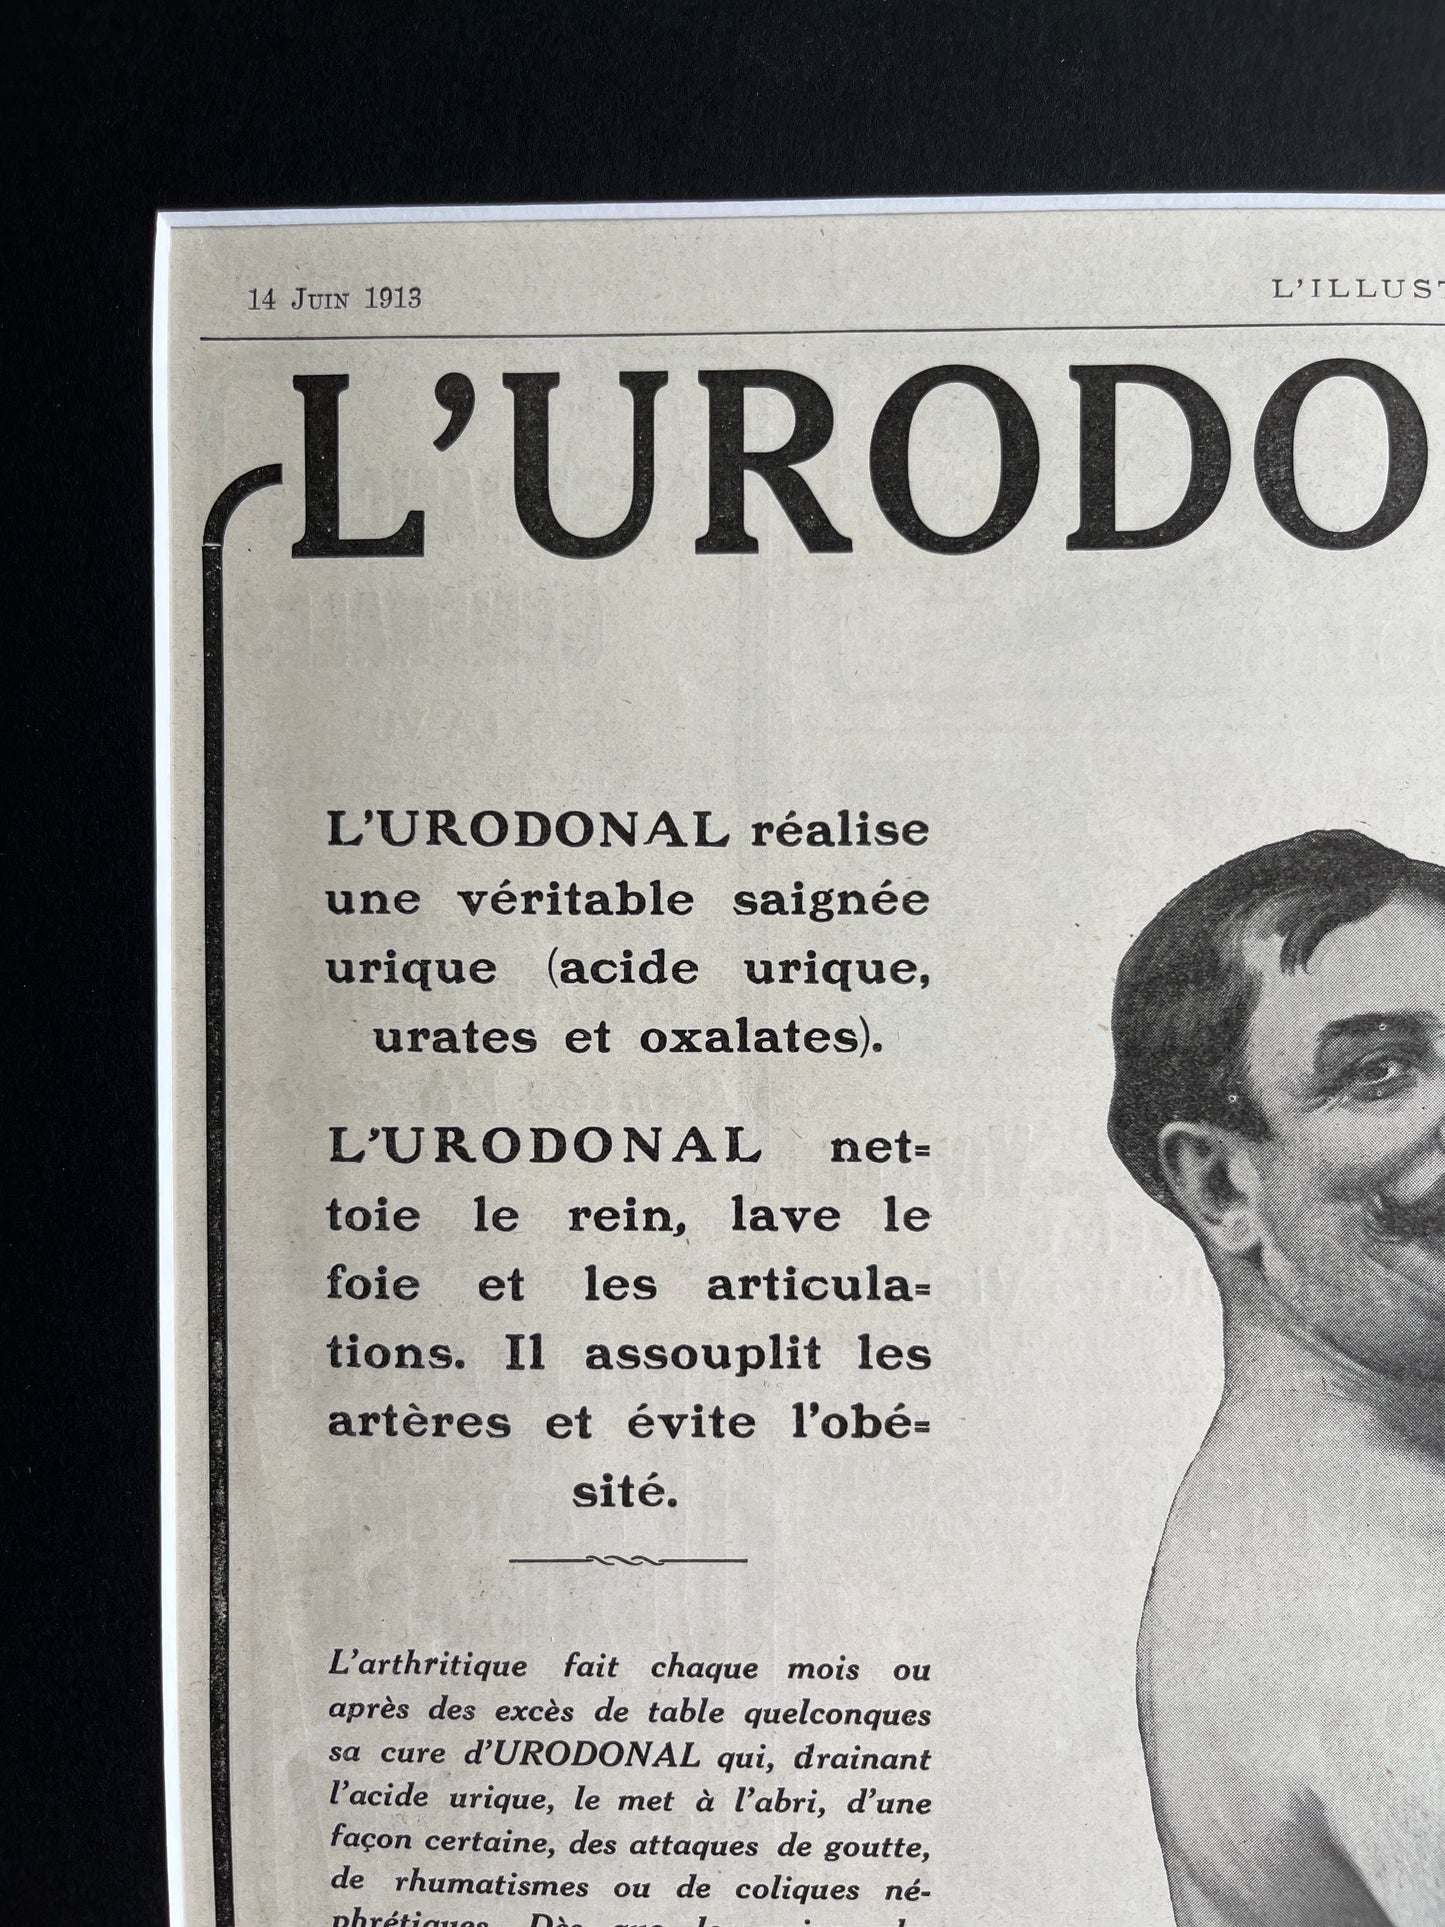 14 Juin 1913
L'ILLUST
L'URODO
L'URODONAL réalise
une véritable saignée
urique (acide urique,
urates et oxalates).
L'URODONAL net=
toie le rein, lave le
foie et les articula=
tions. Il assouplit les
artères et évite l'obé=
sité.
L'arthritique fait chaque mois ou
après des excès de table quelconques
sa cure d'URODONAL qui, drainant
l'acide urique, le met à l'abri, d'une
façon certaine, des attaques de goutte,
de rhumatismes ou de coliques né-
phrétiques. Dès que